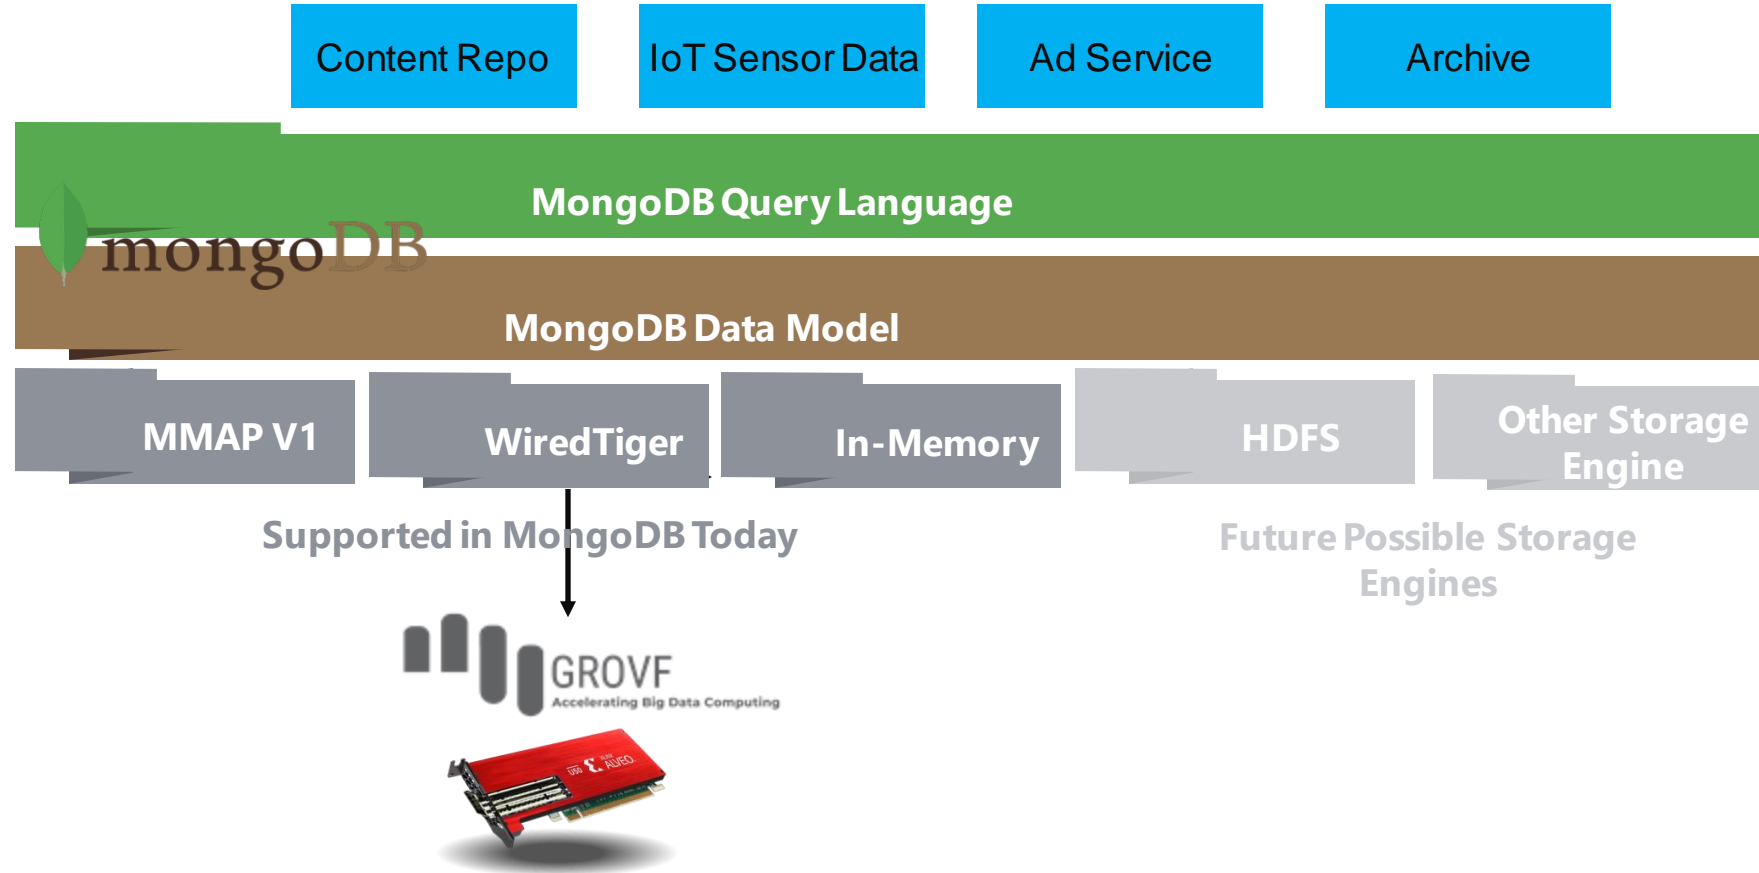 Content Repo
IoT Sensor Data
Ad Service
Archive
MongoDB Query Language
mongoDB
MongoDB Data Model
MMAP V1
WiredTiger
In-Memory
HDFS
Other Storage
Engine
Supported in MongoDB Today
Future Possible Storage
Engines
GROVF
Accelerating Big Data Computing
U50
XILINX
ALVEO